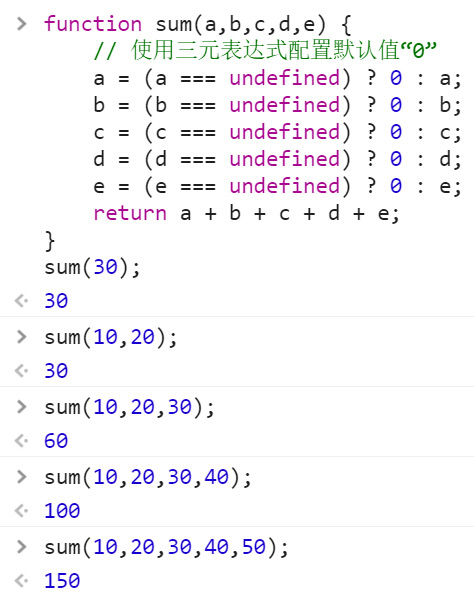 function sum(a,b,c,d,e) {
    // 使用三元表达式配置默认值“0”
    a = (a === undefined) ? 0 : a;
    b = (b === undefined) ? 0 : b;
    c = (c === undefined) ? 0 : c;
    d = (d === undefined) ? 0 : d;
    e = (e === undefined) ? 0 : e;
    return a + b + c + d + e;
}
sum(30);
30
sum(10,20);
30
sum(10,20,30);
60
sum(10,20,30,40);
100
sum(10,20,30,40,50);
150